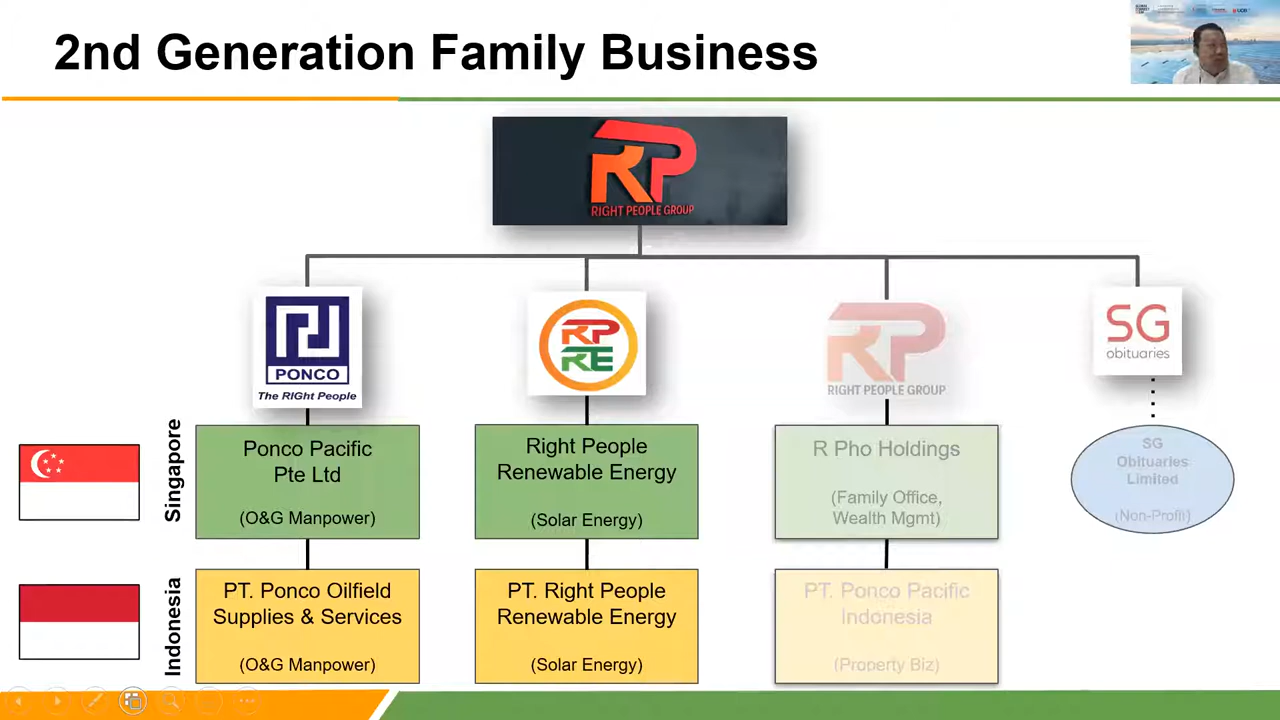 2nd Generation Family Business
RP
RIGHT PEOPLE GROUP
PONCO
The RIGht People
RP
RE
RP
RIGHT PEOPLE GROUP
SG
obituaries
Singapore
Ponco Pacific
Pte Ltd
(O&G Manpower)
Right People
Renewable Energy
(Solar Energy)
R Pho Holdings
(Family Office,
Wealth Mgmt)
SG
Obituaries
Limited
(Non-Profit)
Indonesia
PT. Ponco Oilfield
Supplies & Services
(O&G Manpower)
PT. Right People
Renewable Energy
(Solar Energy)
PT. Ponco Pacific
Indonesia
(Property Biz)